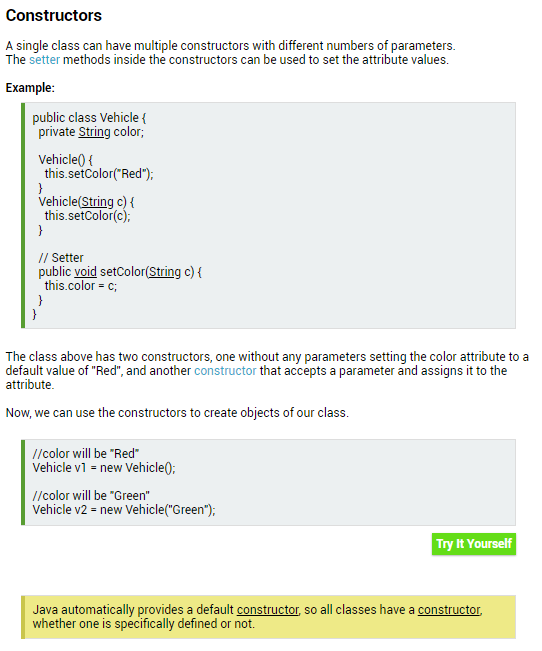 Constructors
A single class can have multiple constructors with different numbers of parameters.
The setter methods inside the constructors can be used to set the attribute values.
Example:
public class Vehicle {
private String color;
Vehicle() {
this.setColor("Red");
}
Vehicle(String c) {
this.setColor(c);
}
// Setter
public void setColor(String c) {
this.color = c;
}
}
The class above has two constructors, one without any parameters setting the color attribute to a
default value of "Red", and another constructor that accepts a parameter and assigns it to the
attribute.
Now, we can use the constructors to create objects of our class.
//color will be "Red"
Vehicle v1 = new Vehicle();
//color will be "Green"
Vehicle v2 = new Vehicle("Green");
Try It Yourself
Java automatically provides a default constructor, so all classes have a constructor,
whether one is specifically defined or not.